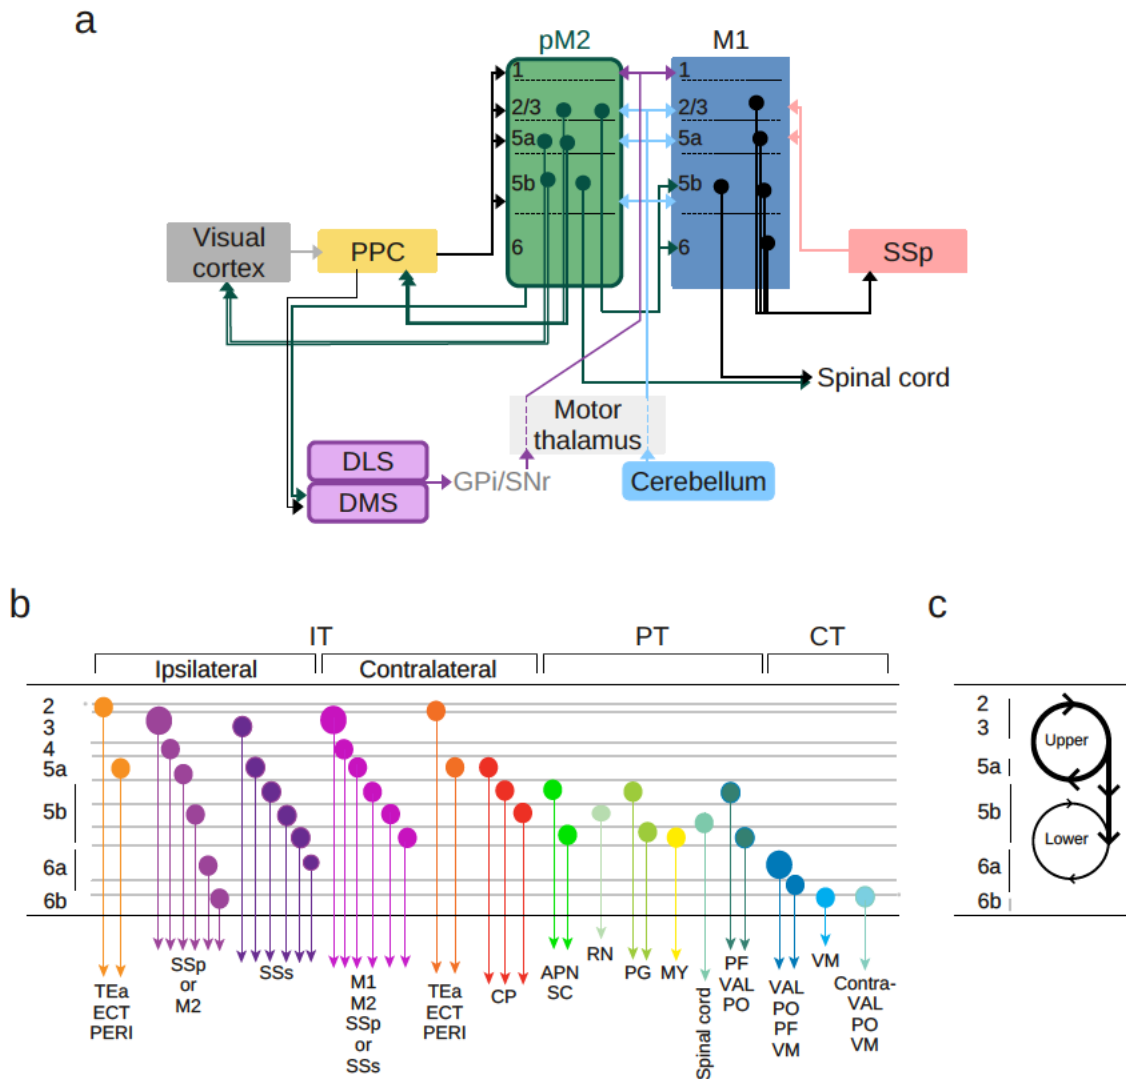 a
pM2
M1
1
1
2/3
2/3
5a
5a
5b
5b
6
6
Visual
cortex
PPC
SSp
Spinal cord
Motor
thalamus
DLS
DMS
GPi/SNr
Cerebellum
b
c
IT
PT
CT
Ipsilateral
Contralateral
2
3
4
5a
5b
6a
6b
TEa
ECT
PERI
SSp
or
M2
SSs
M1
M2
SSp
or
SSs
TEa
ECT
PERI
CP
APN
SC
RN
PG
MY
Spinal cord
PF
VAL
PO
VAL
PO
PF
VM
VM
Contra-
VAL
PO
VM
2
3
5a
5b
6a
6b
Upper
Lower